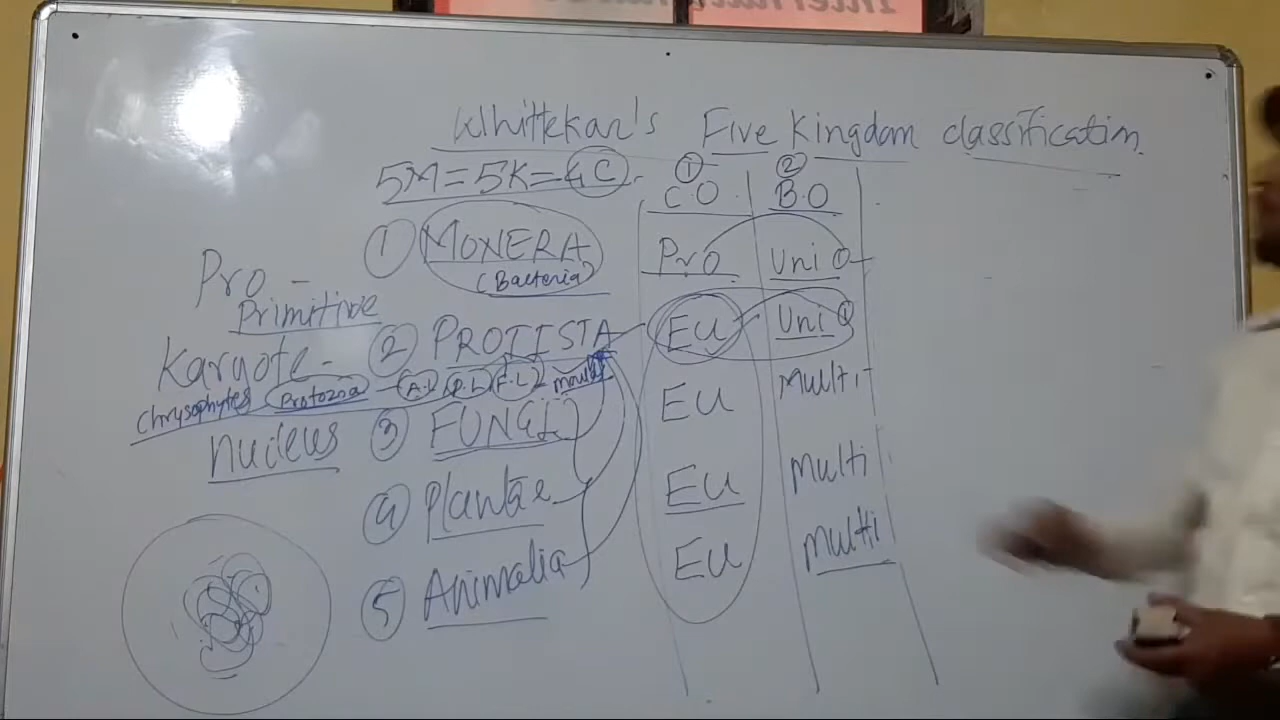 Whittekar's Five Kingdom classification
5M = 5K = 4C
① ②
C.O B.O
① MONERA Pro Uni
(Bacteria)
Pro -
Primitive
② PROTISTA EU Uni
Karyote -
chrysophytes Protozoa A.L P.L F.L
③ FUNGI EU Multi
nucleus
④ Plantae EU Multi
⑤ Animalia EU Multi